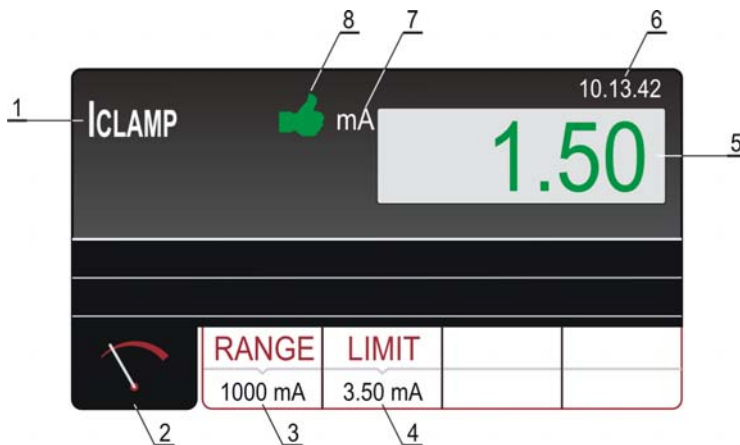 8 7 6
10.13.42
1 ICLAMP mA
1.50 5
RANGE LIMIT
1000 mA 3.50 mA
2 3 4